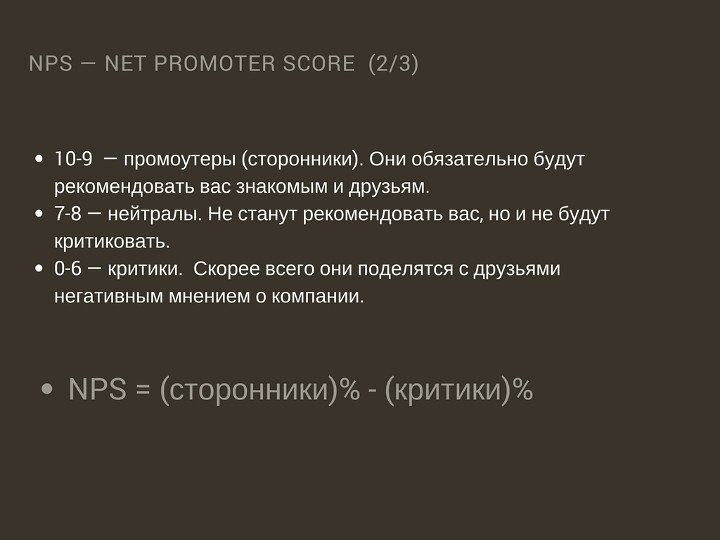 NPS — NET PROMOTER SCORE (2/3)
• 10-9 — промоутеры (сторонники). Они обязательно будут
рекомендовать вас знакомым и друзьям.
• 7-8 — нейтралы. Не станут рекомендовать вас, но и не будут
критиковать.
• 0-6 — критики. Скорее всего они поделятся с друзьями
негативным мнением о компании.
• NPS = (сторонники)% - (критики)%